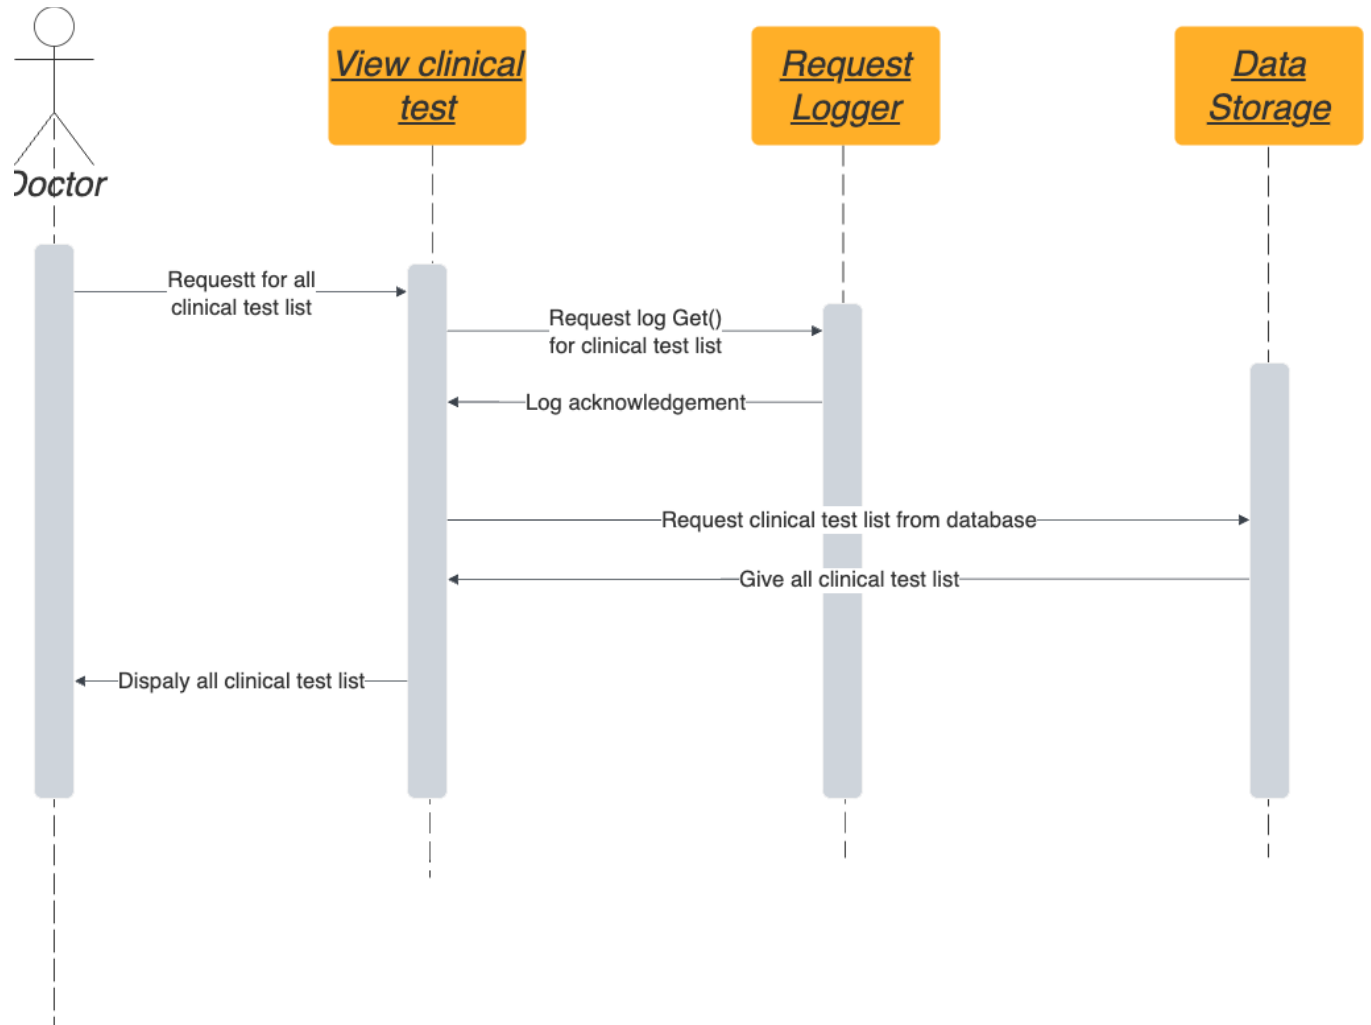 View clinical
test
Request
Logger
Data
Storage
Doctor
Requestt for all
clinical test list
Request log Get()
for clinical test list
Log acknowledgement
Request clinical test list from database
Give all clinical test list
Dispaly all clinical test list